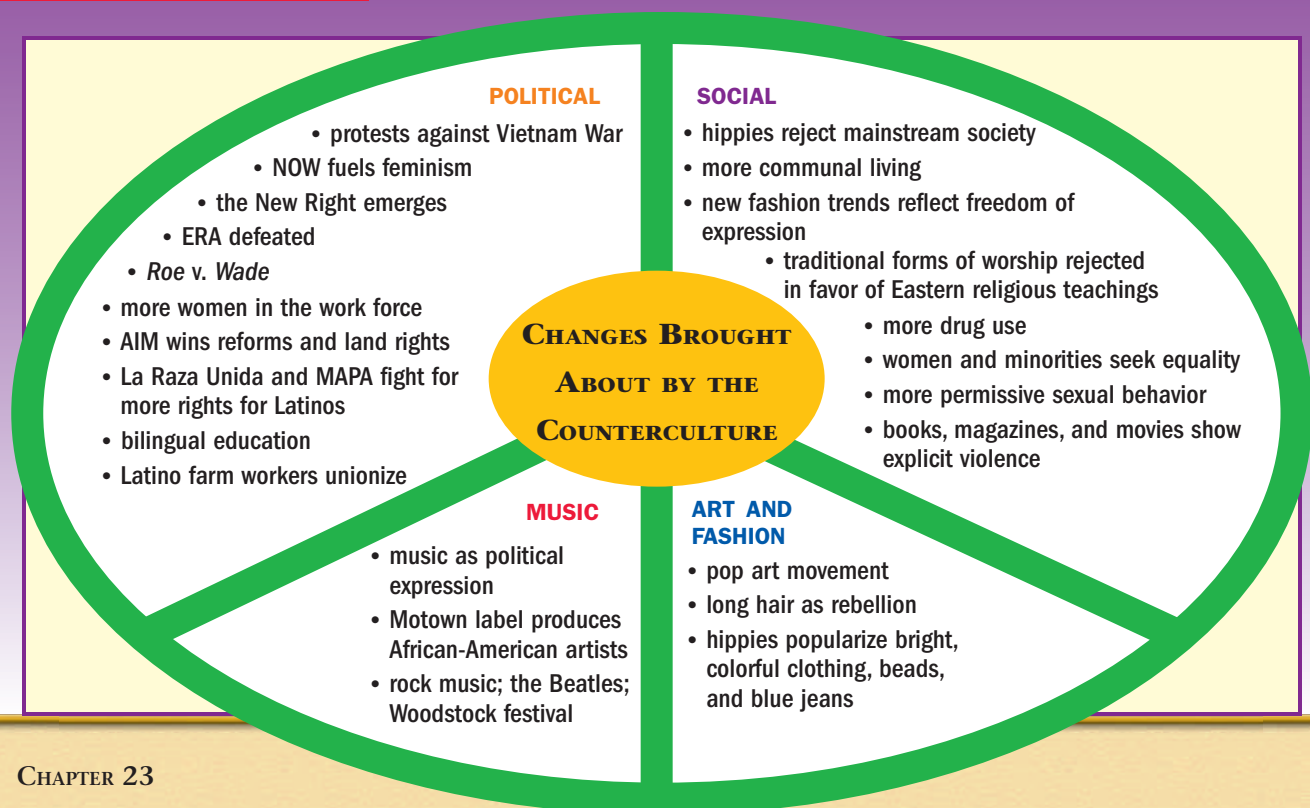 POLITICAL
• protests against Vietnam War
• NOW fuels feminism
• the New Right emerges
• ERA defeated
• Roe v. Wade
• more women in the work force
• AIM wins reforms and land rights
• La Raza Unida and MAPA fight for
more rights for Latinos
• bilingual education
• Latino farm workers unionize
SOCIAL
• hippies reject mainstream society
• more communal living
• new fashion trends reflect freedom of
expression
• traditional forms of worship rejected
in favor of Eastern religious teachings
• more drug use
• women and minorities seek equality
• more permissive sexual behavior
• books, magazines, and movies show
explicit violence
CHANGES BROUGHT
ABOUT BY THE
COUNTERCULTURE
MUSIC
• music as political
expression
• Motown label produces
African-American artists
• rock music; the Beatles;
Woodstock festival
ART AND
FASHION
• pop art movement
• long hair as rebellion
• hippies popularize bright,
colorful clothing, beads,
and blue jeans
CHAPTER 23